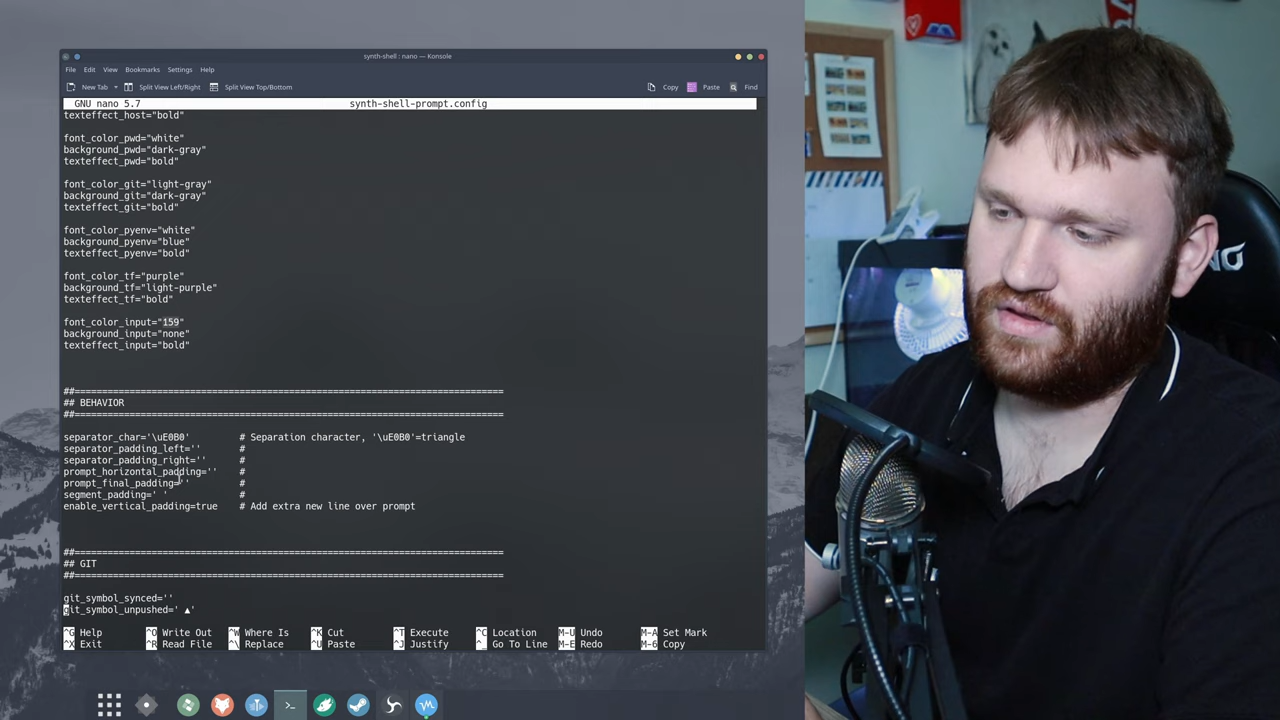 synth-shell : nano — Konsole
File Edit View Bookmarks Settings Help
New Tab Split View Left/Right Split View Top/Bottom Copy Paste Find
GNU nano 5.7 synth-shell-prompt.config
texteffect_host="bold"
font_color_pwd="white"
background_pwd="dark-gray"
texteffect_pwd="bold"
font_color_git="light-gray"
background_git="dark-gray"
texteffect_git="bold"
font_color_pyenv="white"
background_pyenv="blue"
texteffect_pyenv="bold"
font_color_tf="purple"
background_tf="light-purple"
texteffect_tf="bold"
font_color_input="159"
background_input="none"
texteffect_input="bold"
##==============================================================================
## BEHAVIOR
##==============================================================================
separator_char='\uE0B0' # Separation character, '\uE0B0'=triangle
separator_padding_left='' #
separator_padding_right='' #
prompt_horizontal_padding='' #
prompt_final_padding='' #
segment_padding=' ' #
enable_vertical_padding=true # Add extra new line over prompt
##==============================================================================
## GIT
##==============================================================================
git_symbol_synced=''
git_symbol_unpushed=' ▲'
^G Help ^O Write Out ^W Where Is ^K Cut ^T Execute ^C Location M-U Undo M-A Set Mark
^X Exit ^R Read File ^\ Replace ^U Paste ^J Justify ^_ Go To Line M-E Redo M-6 Copy